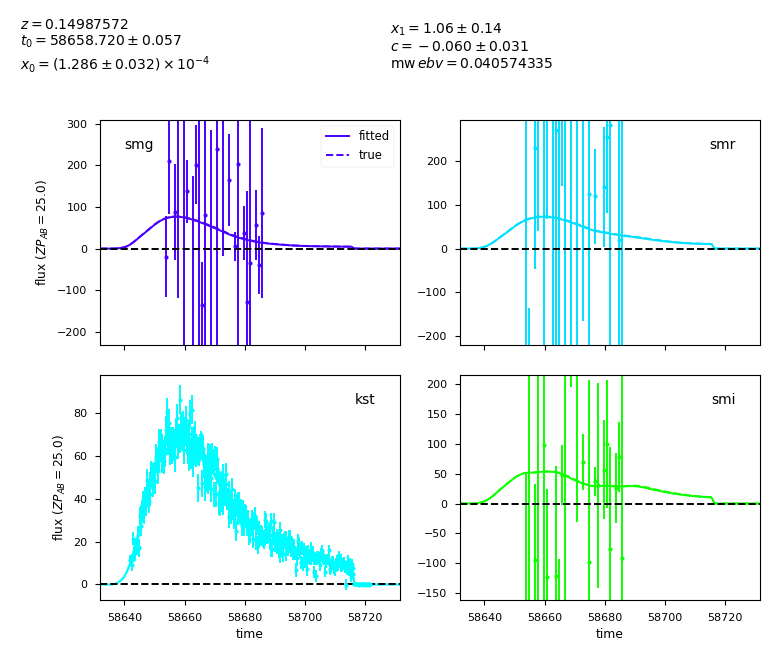 z = 0.14987572
t₀ = 58658.720 ± 0.057
x₀ = (1.286 ± 0.032) × 10⁻⁴
x₁ = 1.06 ± 0.14
c = −0.060 ± 0.031
mw ebv = 0.040574335
smg
fitted
true
300
200
100
0
−100
−200
flux (ZP_AB = 25.0)
smr
200
100
0
−100
−200
kst
80
60
40
20
0
flux (ZP_AB = 25.0)
58640 58660 58680 58700 58720
time
smi
200
150
100
50
0
−50
−100
−150
58640 58660 58680 58700 58720
time